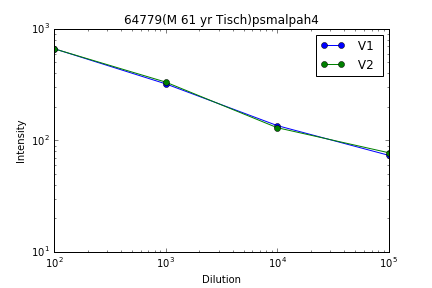 64779(M 61 yr Tisch)psmalpah4
10³
V1
V2
Intensity
10²
10¹
10² 10³ 10⁴ 10⁵
Dilution